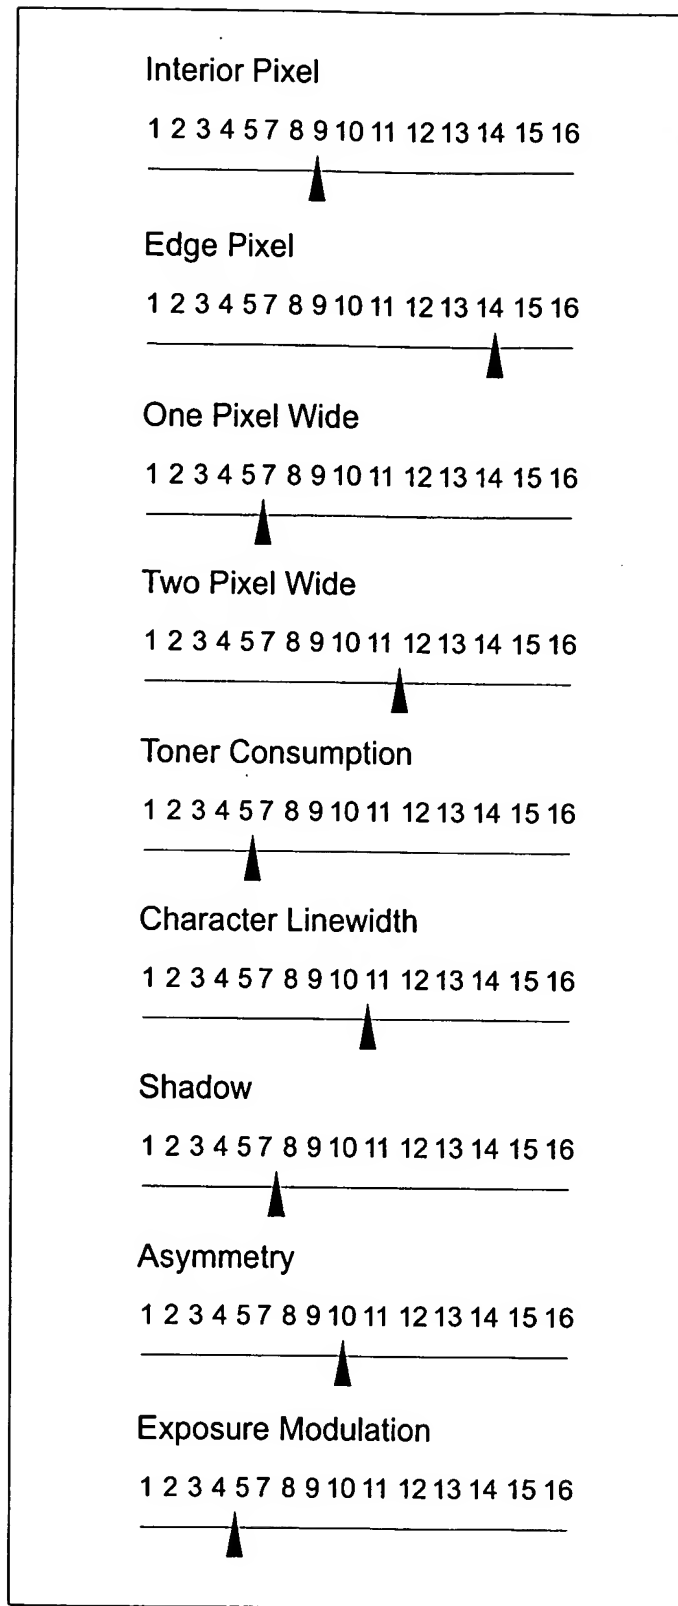 Interior Pixel
1 2 3 4 5 7 8 9 10 11 12 13 14 15 16
Edge Pixel
1 2 3 4 5 7 8 9 10 11 12 13 14 15 16
One Pixel Wide
1 2 3 4 5 7 8 9 10 11 12 13 14 15 16
Two Pixel Wide
1 2 3 4 5 7 8 9 10 11 12 13 14 15 16
Toner Consumption
1 2 3 4 5 7 8 9 10 11 12 13 14 15 16
Character Linewidth
1 2 3 4 5 7 8 9 10 11 12 13 14 15 16
Shadow
1 2 3 4 5 7 8 9 10 11 12 13 14 15 16
Asymmetry
1 2 3 4 5 7 8 9 10 11 12 13 14 15 16
Exposure Modulation
1 2 3 4 5 7 8 9 10 11 12 13 14 15 16